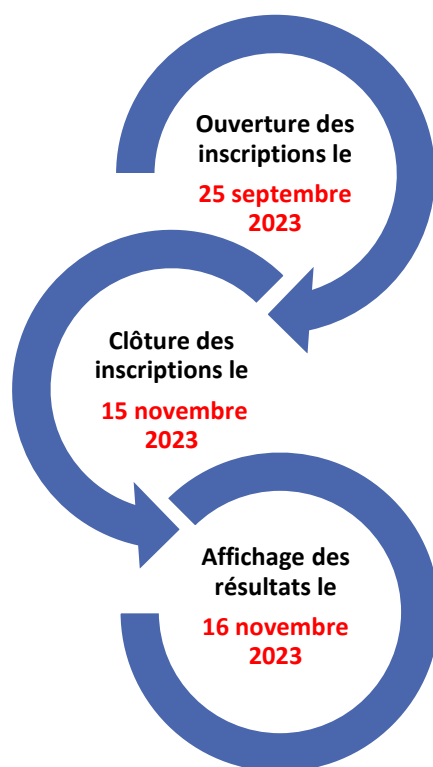 Ouverture des
inscriptions le
25 septembre
2023
Clôture des
inscriptions le
15 novembre
2023
Affichage des
résultats le
16 novembre
2023